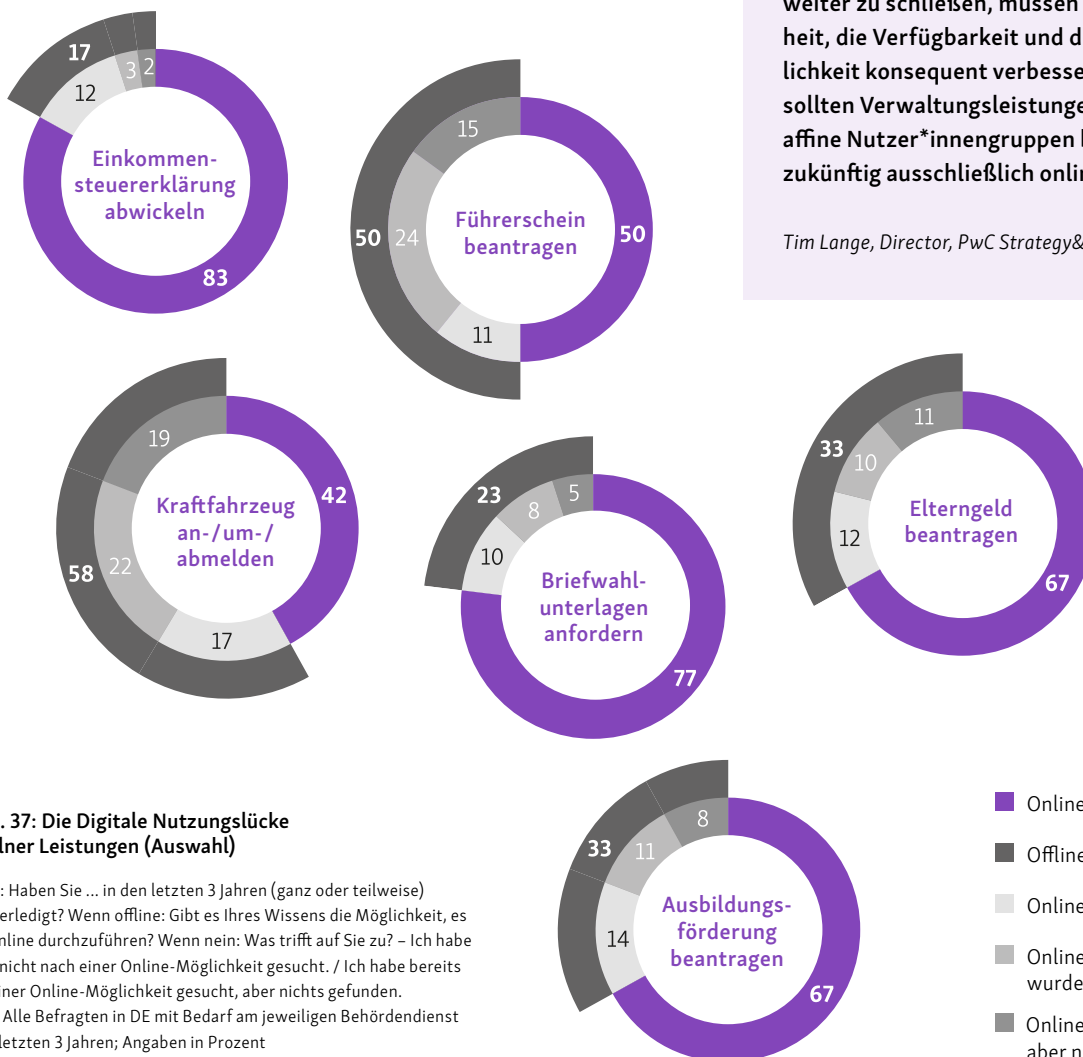 weiter zu schließen, müssen
heit, die Verfügbarkeit und
lichkeit konsequent
sollten
affine Nutzer*innengruppen
zukünftig ausschließlich
Tim Lange, Director, PwC Strategy&
17
12
3
2
Einkommen-
steuererklärung
abwickeln
83
15
50
24
Führerschein
beantragen
50
11
19
Kraftfahrzeug
an-/um-/
abmelden
42
58
22
17
23
8
5
10
Briefwahl-
unterlagen
anfordern
77
11
33
10
12
Elterngeld
beantragen
67
8
33
11
14
Ausbildungs-
förderung
beantragen
67
. 37: Die Digitale Nutzungslücke
lner Leistungen (Auswahl)
: Haben Sie ... in den letzten 3 Jahren (ganz oder teilweise)
erledigt? Wenn offline: Gibt es Ihres Wissens die Möglichkeit, es
nline durchzuführen? Wenn nein: Was trifft auf Sie zu? – Ich habe
nicht nach einer Online-Möglichkeit gesucht. / Ich habe bereits
iner Online-Möglichkeit gesucht, aber nichts gefunden.
Alle Befragten in DE mit Bedarf am jeweiligen Behördendienst
letzten 3 Jahren; Angaben in Prozent
Online
Offline
Online
Online
wurde
Online
aber